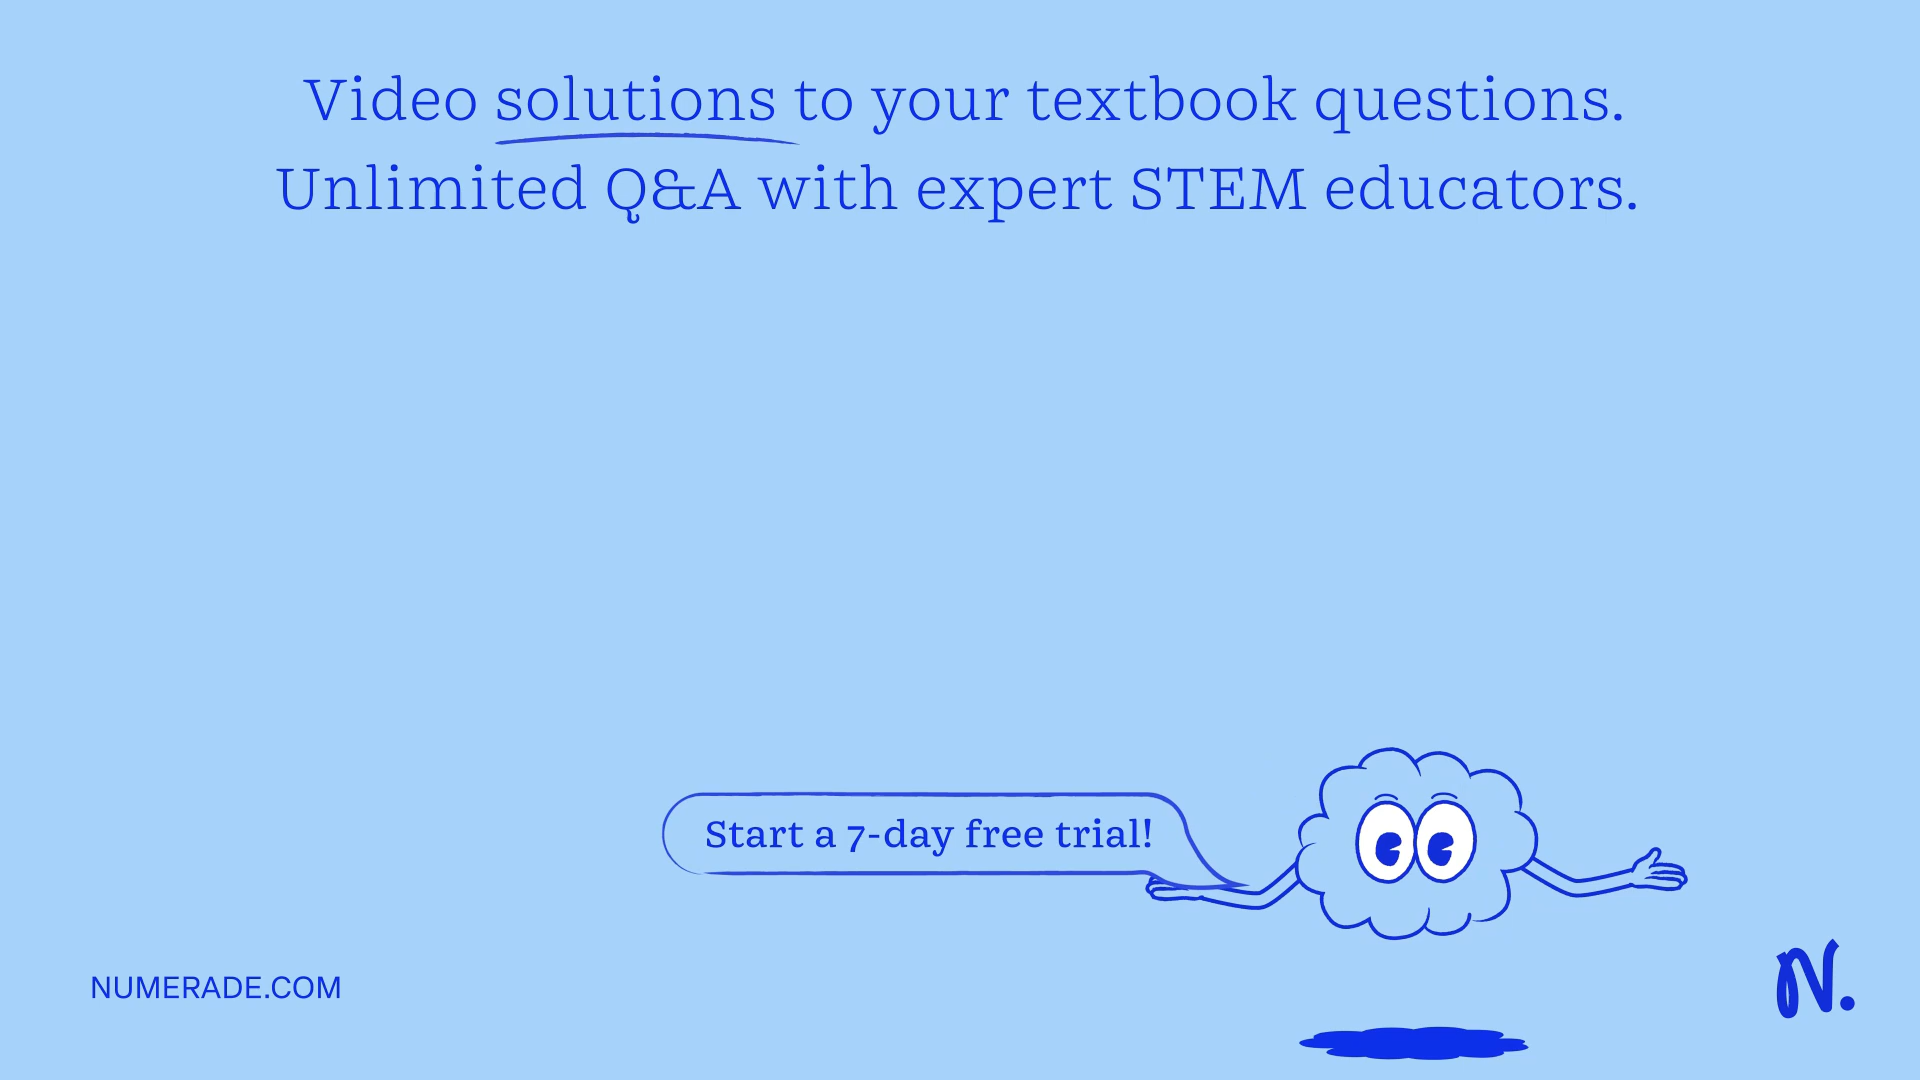 Video solutions to your textbook questions.
Unlimited Q&A with expert STEM educators.
Start a 7-day free trial!
NUMERADE.COM
N.